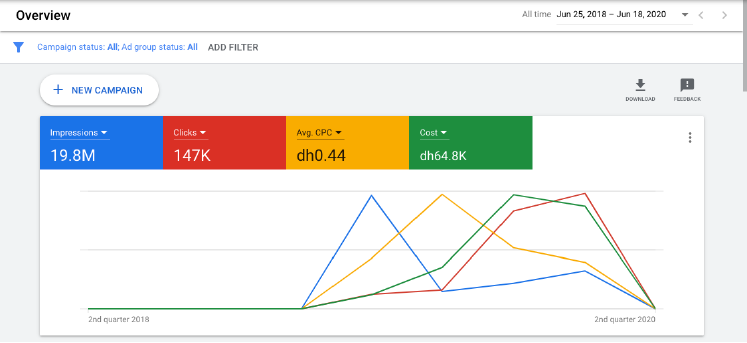 Overview
All time Jun 25, 2018 – Jun 18, 2020
Campaign status: All; Ad group status: All ADD FILTER
NEW CAMPAIGN
DOWNLOAD FEEDBACK
Impressions Clicks Avg. CPC Cost
19.8M 147K dh0.44 dh64.8K
2nd quarter 2018 2nd quarter 2020